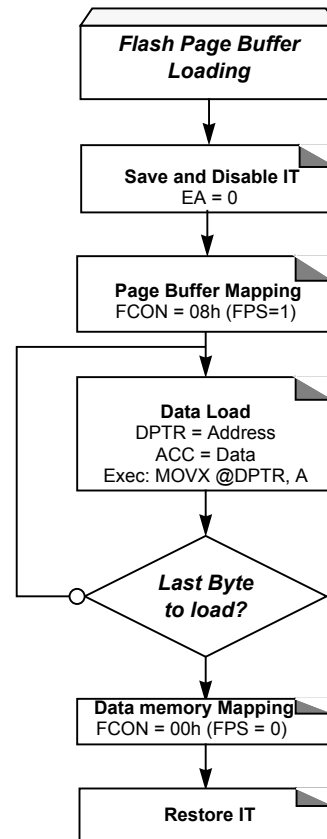 Flash Page Buffer
Loading
Save and Disable IT
EA = 0
Page Buffer Mapping
FCON = 08h (FPS=1)
Data Load
DPTR = Address
ACC = Data
Exec: MOVX @DPTR, A
Last Byte
to load?
Data memory Mapping
FCON = 00h (FPS = 0)
Restore IT